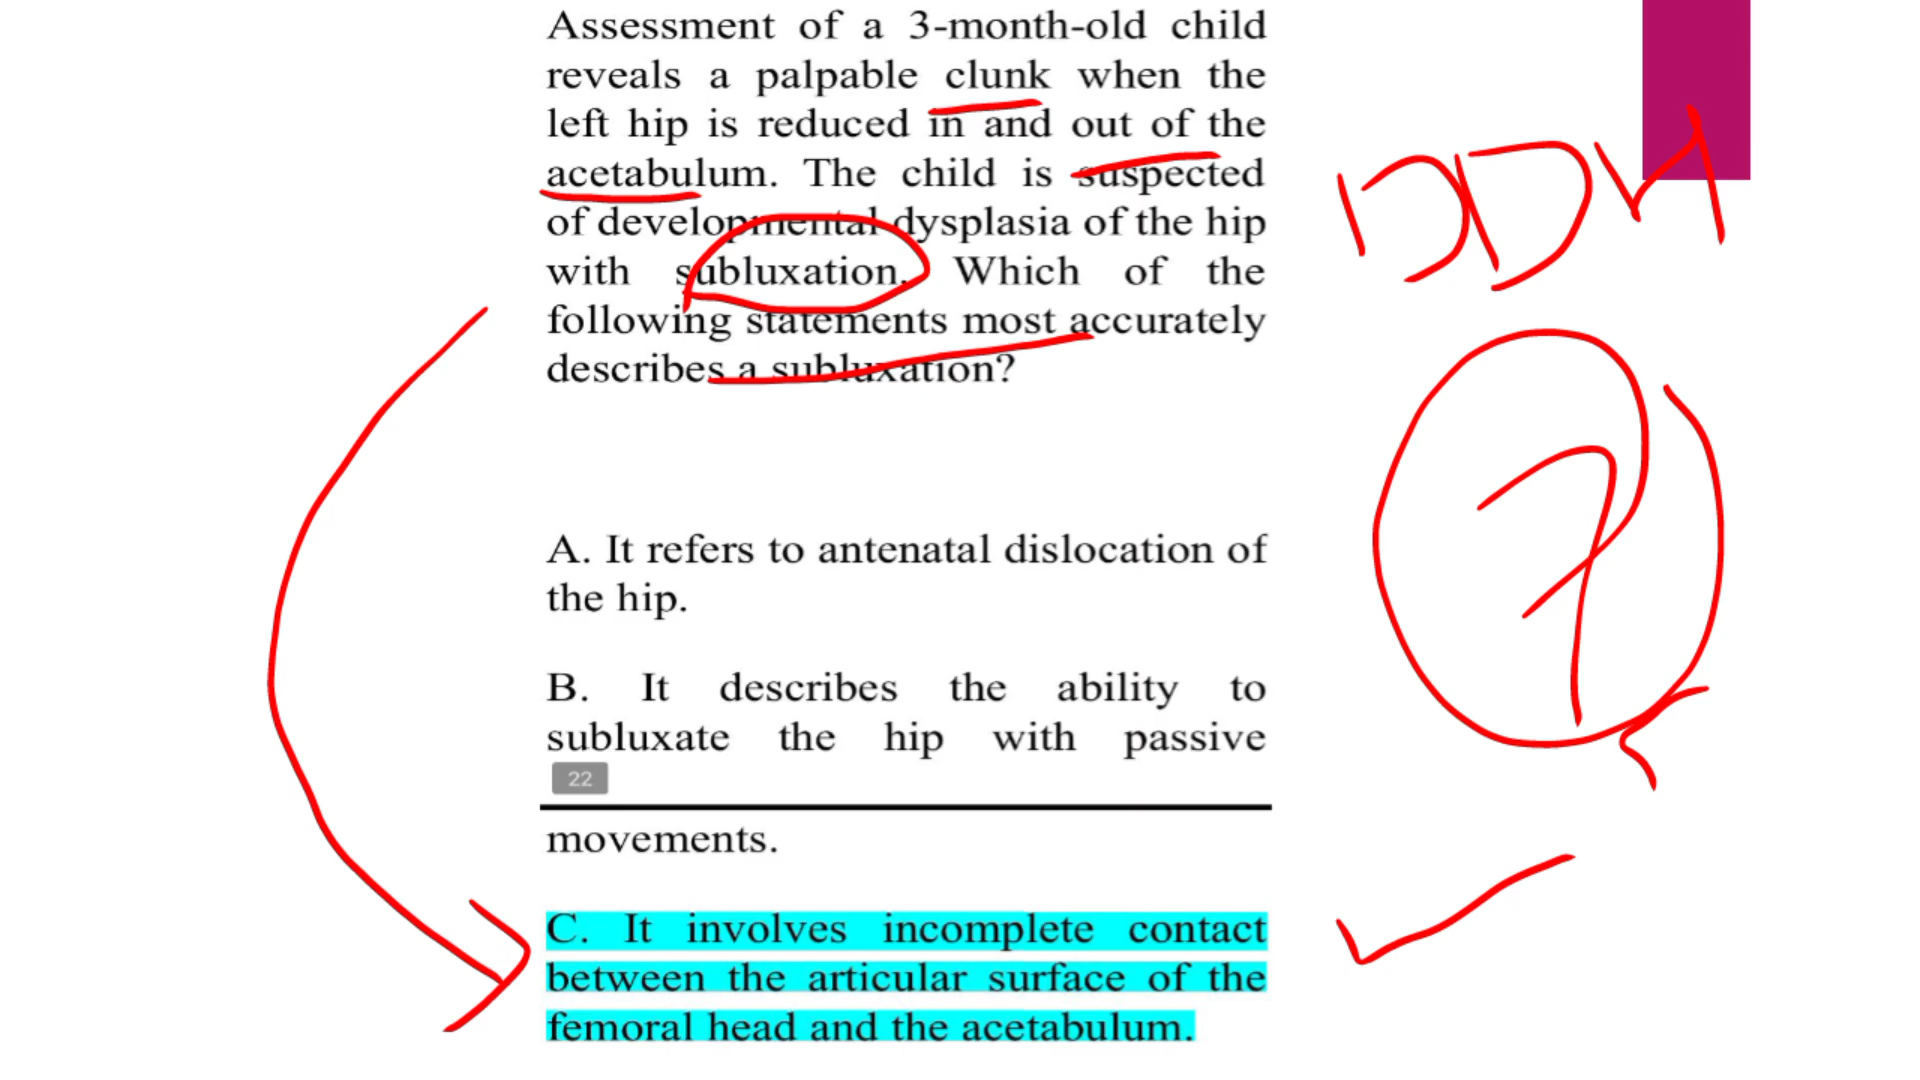 Assessment of a 3-month-old child
reveals a palpable clunk when the
left hip is reduced in and out of the
acetabulum. The child is suspected
of developmental dysplasia of the hip
with subluxation. Which of the
following statements most accurately
describes a subluxation?
DDH
?
A. It refers to antenatal dislocation of
the hip.
B. It describes the ability to
subluxate the hip with passive
22
movements.
C. It involves incomplete contact
between the articular surface of the
femoral head and the acetabulum.